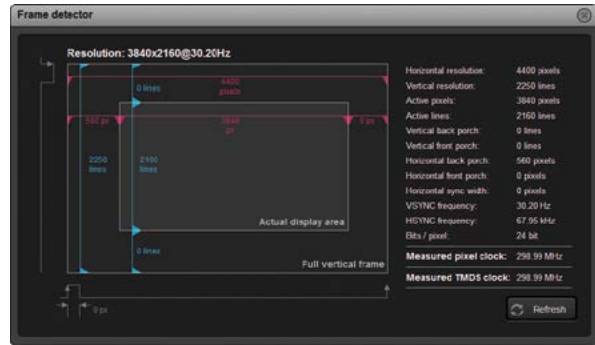 Frame detector
Resolution: 3840x2160@30.20Hz
0 lines
4400
pixels
560 px
3840
px
0 px
2250
lines
2160
lines
Actual display area
0 lines
Full vertical frame
0 px
Horizontal resolution: 4400 pixels
Vertical resolution: 2250 lines
Active pixels: 3840 pixels
Active lines: 2160 lines
Vertical back porch: 0 lines
Vertical front porch: 0 lines
Horizontal back porch: 560 pixels
Horizontal front porch: 0 pixels
Horizontal sync width: 0 pixels
VSYNC frequency: 30.20 Hz
HSYNC frequency: 67.95 kHz
Bits / pixel: 24 bit
Measured pixel clock: 298.99 MHz
Measured TMDS clock: 298.99 MHz
Refresh